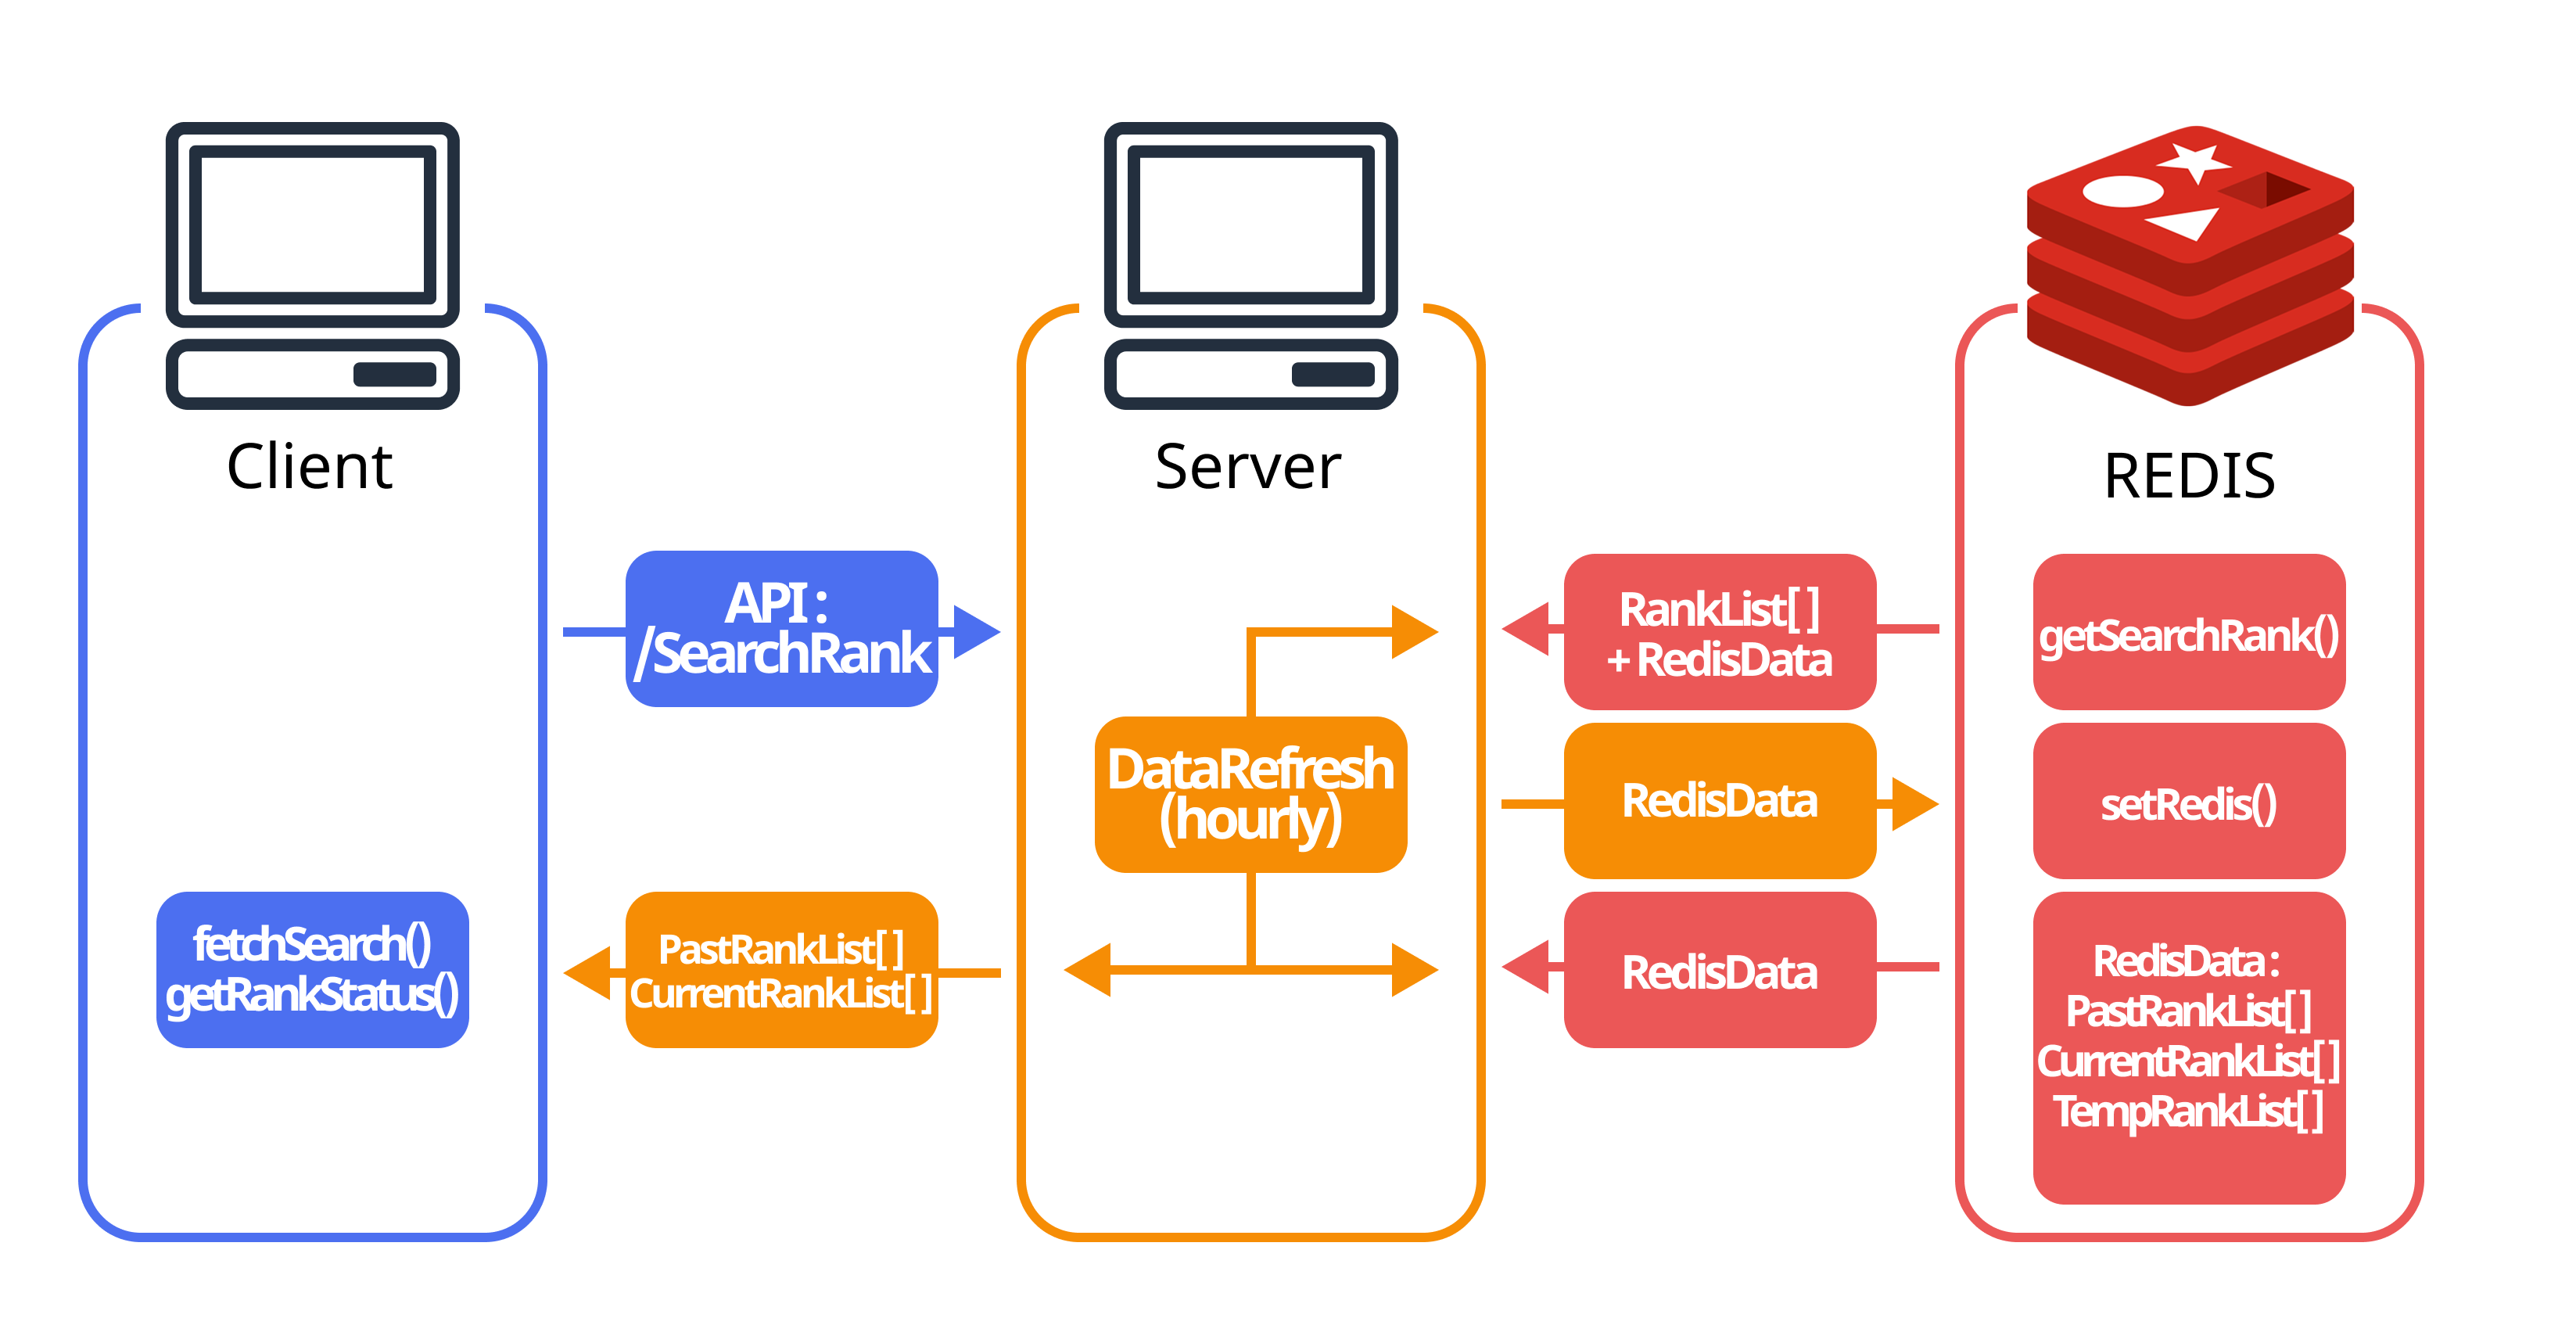 Client
Server
REDIS
API :
/SearchRank
RankList[ ]
+ RedisData
getSearchRank()
DataRefresh
(hourly)
RedisData
setRedis()
fetchSearch()
getRankStatus()
PastRankList[ ]
CurrentRankList[ ]
RedisData
RedisData :
PastRankList[ ]
CurrentRankList[ ]
TempRankList[ ]